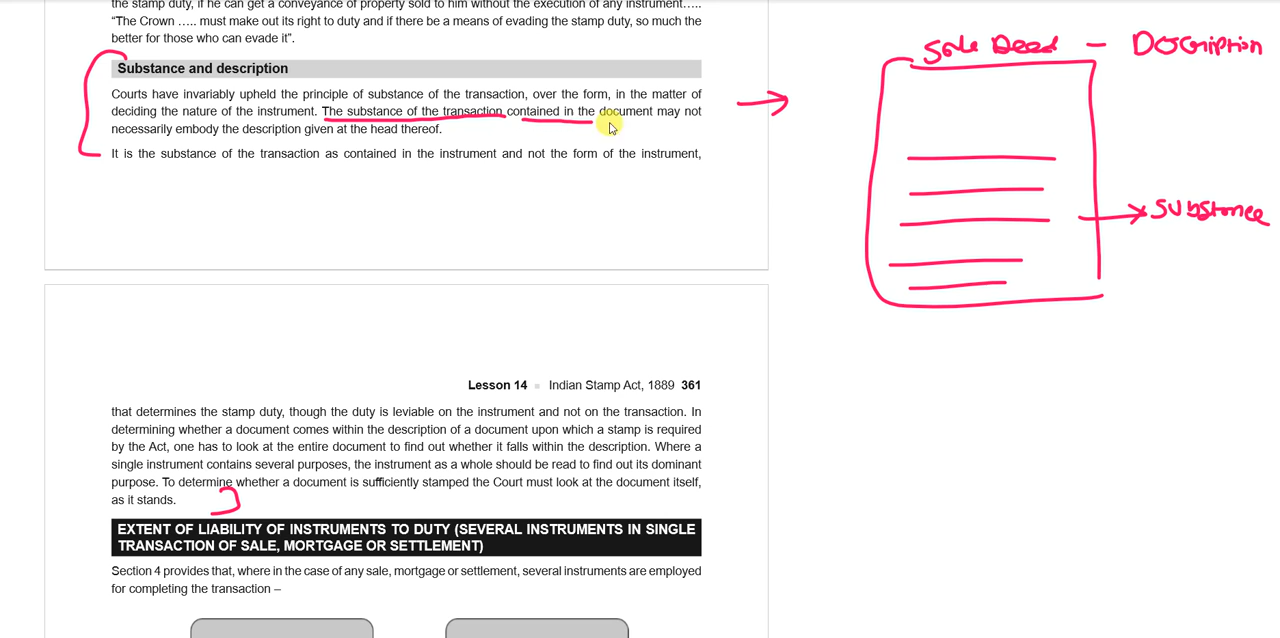 the stamp duty, if he can get a conveyance of property sold to him without the execution of any instrument.....
“The Crown ..... must make out its right to duty and if there be a means of evading the stamp duty, so much the
better for those who can evade it”.
Substance and description
Courts have invariably upheld the principle of substance of the transaction, over the form, in the matter of
deciding the nature of the instrument. The substance of the transaction contained in the document may not
necessarily embody the description given at the head thereof.
It is the substance of the transaction as contained in the instrument and not the form of the instrument,
Sale Deed – Description
Substance
Lesson 14 ▪ Indian Stamp Act, 1889 361
that determines the stamp duty, though the duty is leviable on the instrument and not on the transaction. In
determining whether a document comes within the description of a document upon which a stamp is required
by the Act, one has to look at the entire document to find out whether it falls within the description. Where a
single instrument contains several purposes, the instrument as a whole should be read to find out its dominant
purpose. To determine whether a document is sufficiently stamped the Court must look at the document itself,
as it stands.
EXTENT OF LIABILITY OF INSTRUMENTS TO DUTY (SEVERAL INSTRUMENTS IN SINGLE
TRANSACTION OF SALE, MORTGAGE OR SETTLEMENT)
Section 4 provides that, where in the case of any sale, mortgage or settlement, several instruments are employed
for completing the transaction –